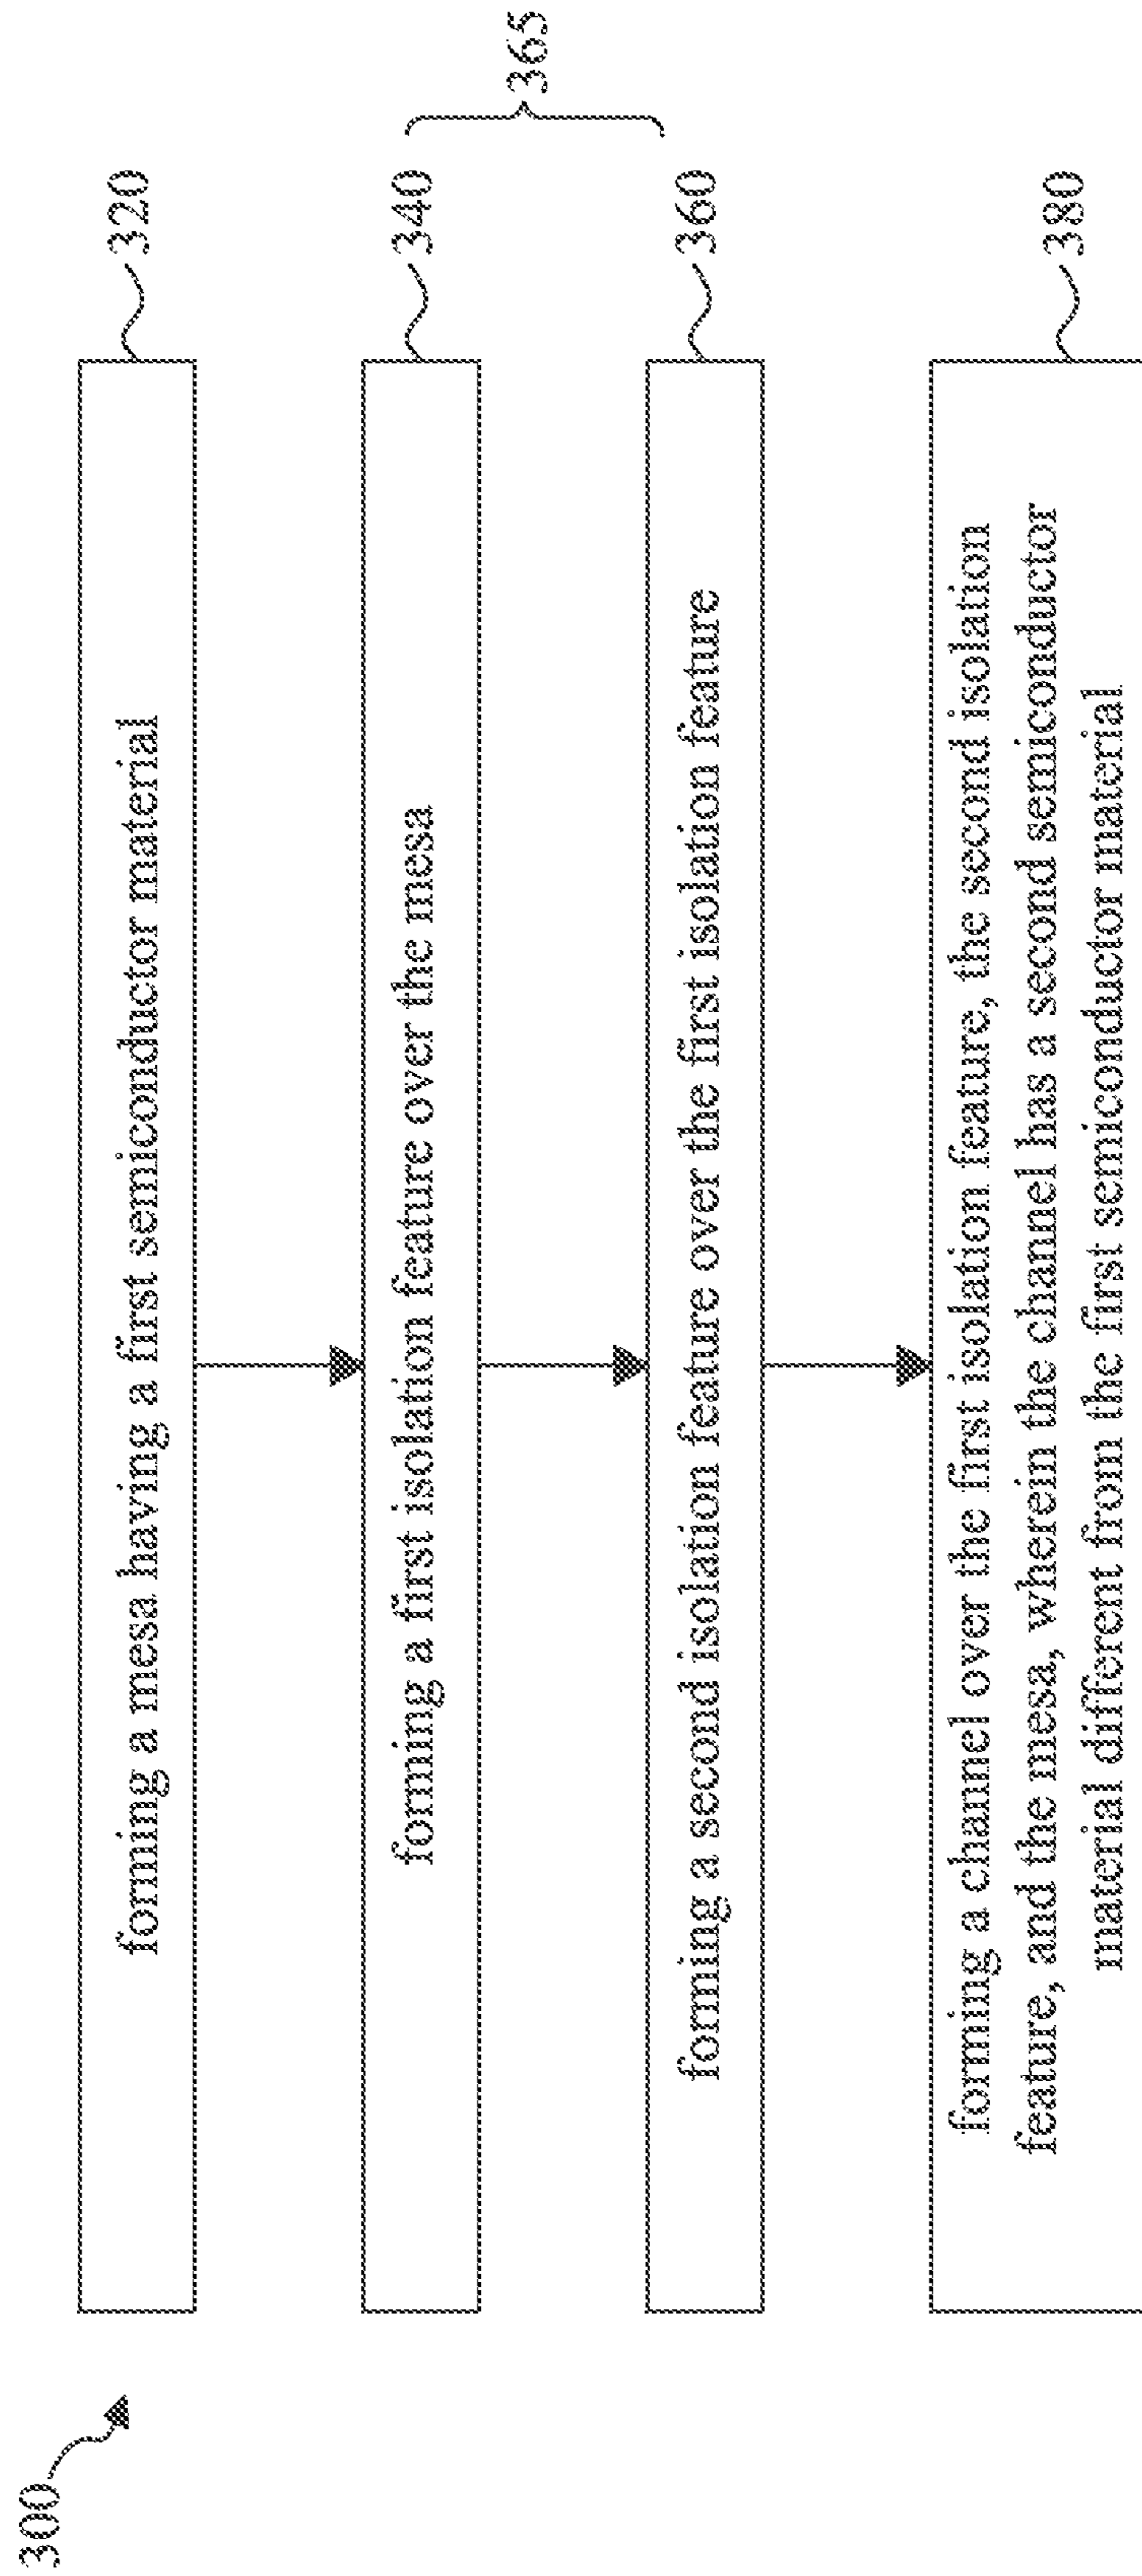 300
forming a mesa having a first semiconductor material
320
forming a first isolation feature over the mesa
340
365
forming a second isolation feature over the first isolation feature
360
forming a channel over the first isolation feature, the second isolation
feature, and the mesa, wherein the channel has a second semiconductor
material different from the first semiconductor material
380